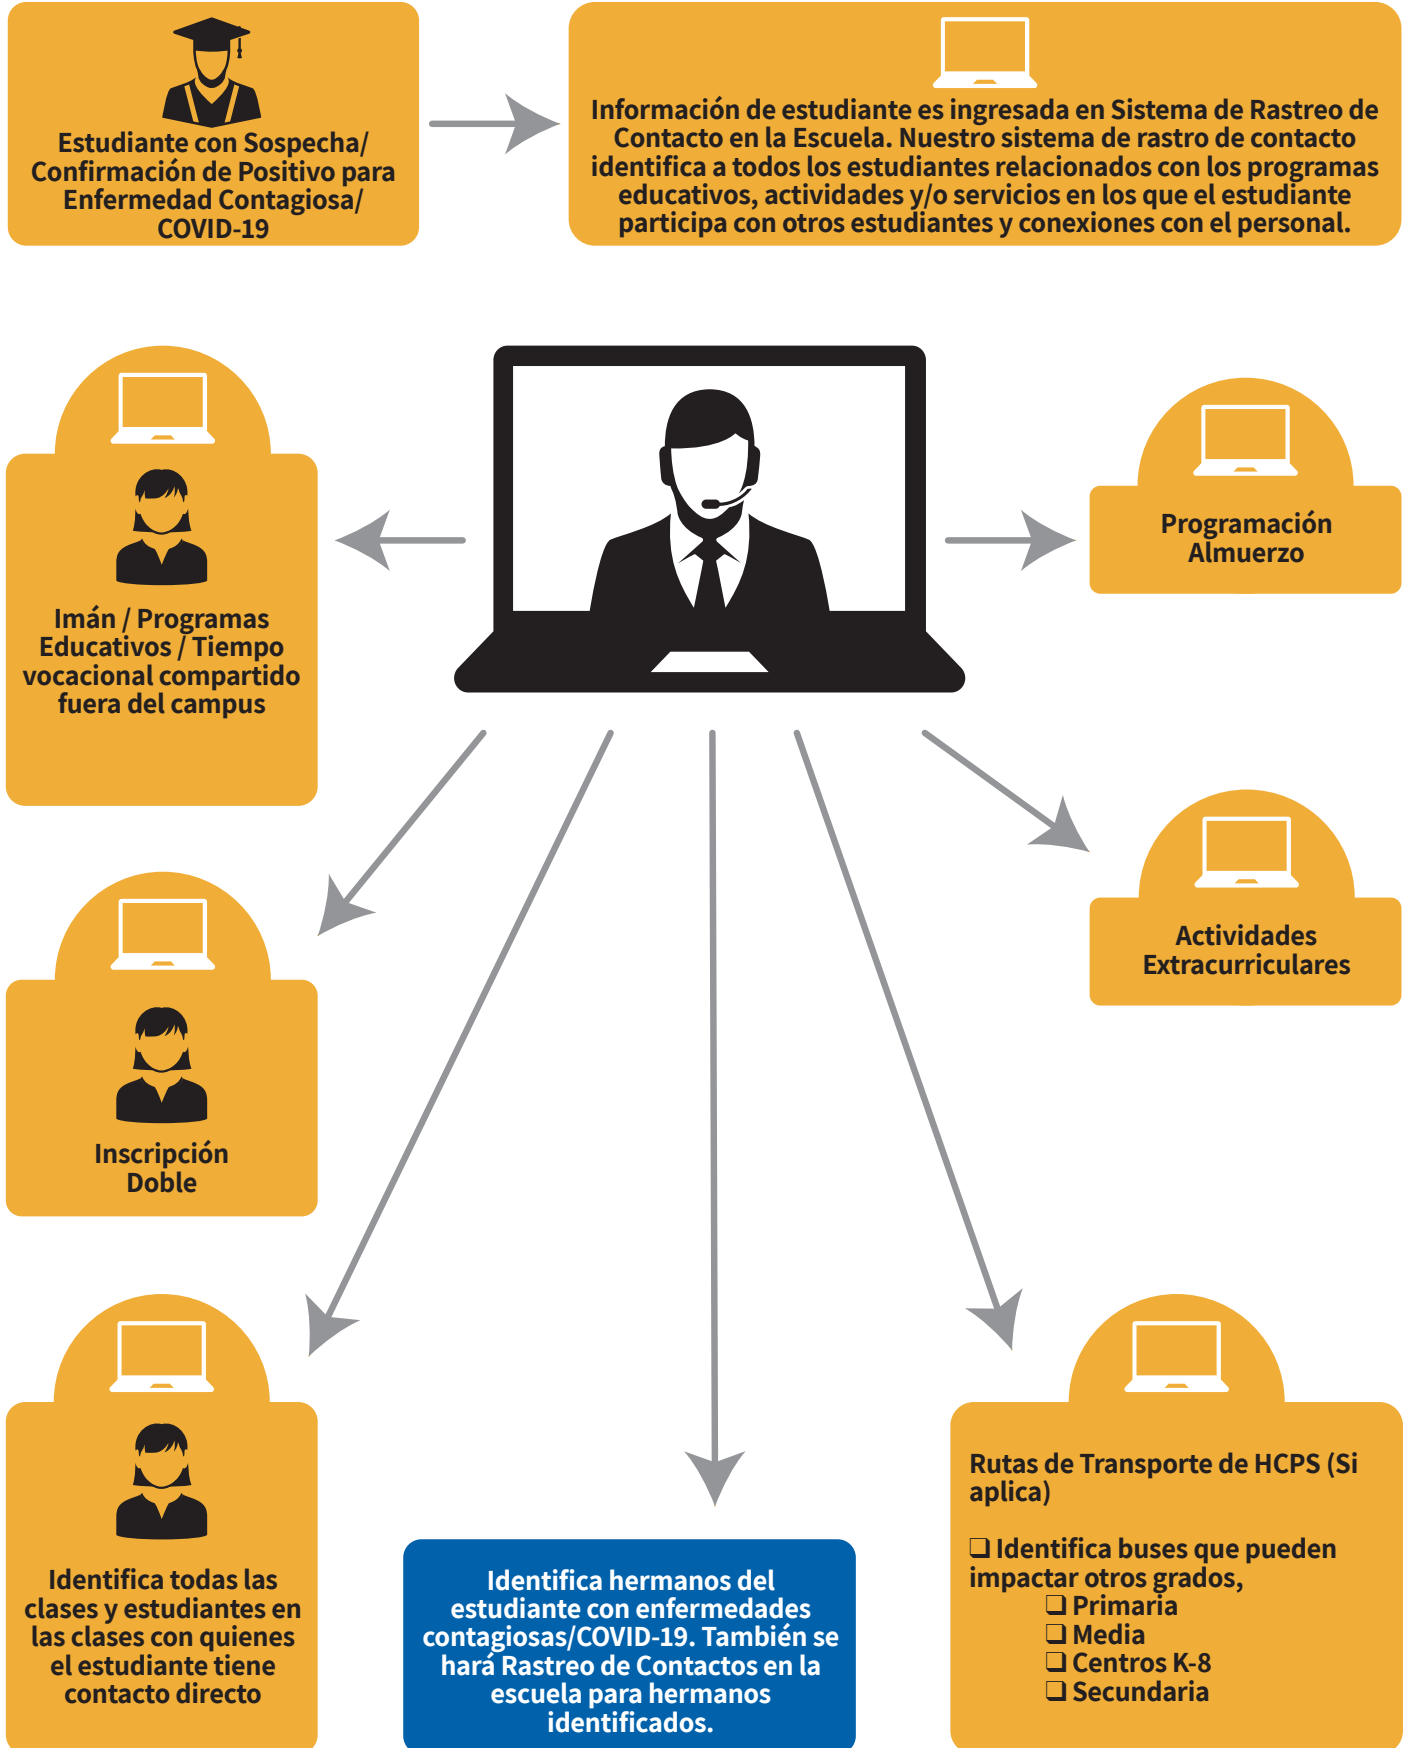 Estudiante con Sospecha/
Confirmación de Positivo para
Enfermedad Contagiosa/
COVID-19
Información de estudiante es ingresada en Sistema de Rastreo de
Contacto en la Escuela. Nuestro sistema de rastro de contacto
identifica a todos los estudiantes relacionados con los programas
educativos, actividades y/o servicios en los que el estudiante
participa con otros estudiantes y conexiones con el personal.
Imán / Programas
Educativos / Tiempo
vocacional compartido
fuera del campus
Programación
Almuerzo
Inscripción
Doble
Actividades
Extracurriculares
Identifica todas las
clases y estudiantes en
las clases con quienes
el estudiante tiene
contacto directo
Identifica hermanos del
estudiante con enfermedades
contagiosas/COVID-19. También se
hará Rastreo de Contactos en la
escuela para hermanos
identificados.
Rutas de Transporte de HCPS (Si
aplica)
❑ Identifica buses que pueden
impactar otros grados,
❑ Primaria
❑ Media
❑ Centros K-8
❑ Secundaria